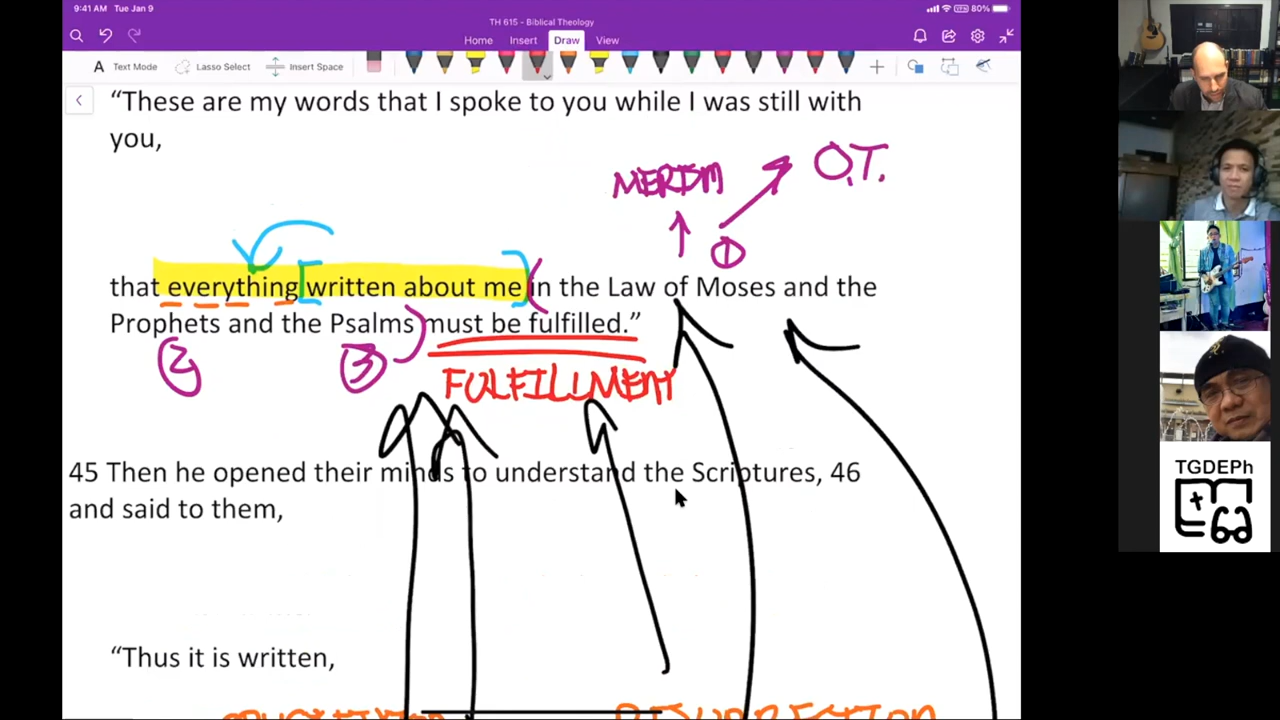 9:41 AM Tue Jan 9
80%
TH 615 - Biblical Theology
Home Insert Draw View
Text Mode Lasso Select Insert Space
“These are my words that I spoke to you while I was still with
you,
MERISM
O.T.
1
that everything [written about me] (in the Law of Moses and the
Prophets and the Psalms) must be fulfilled.”
2
3
FULFILLMENT
45 Then he opened their minds to understand the Scriptures, 46
and said to them,
“Thus it is written,
RESURRECTION
TGDEPh